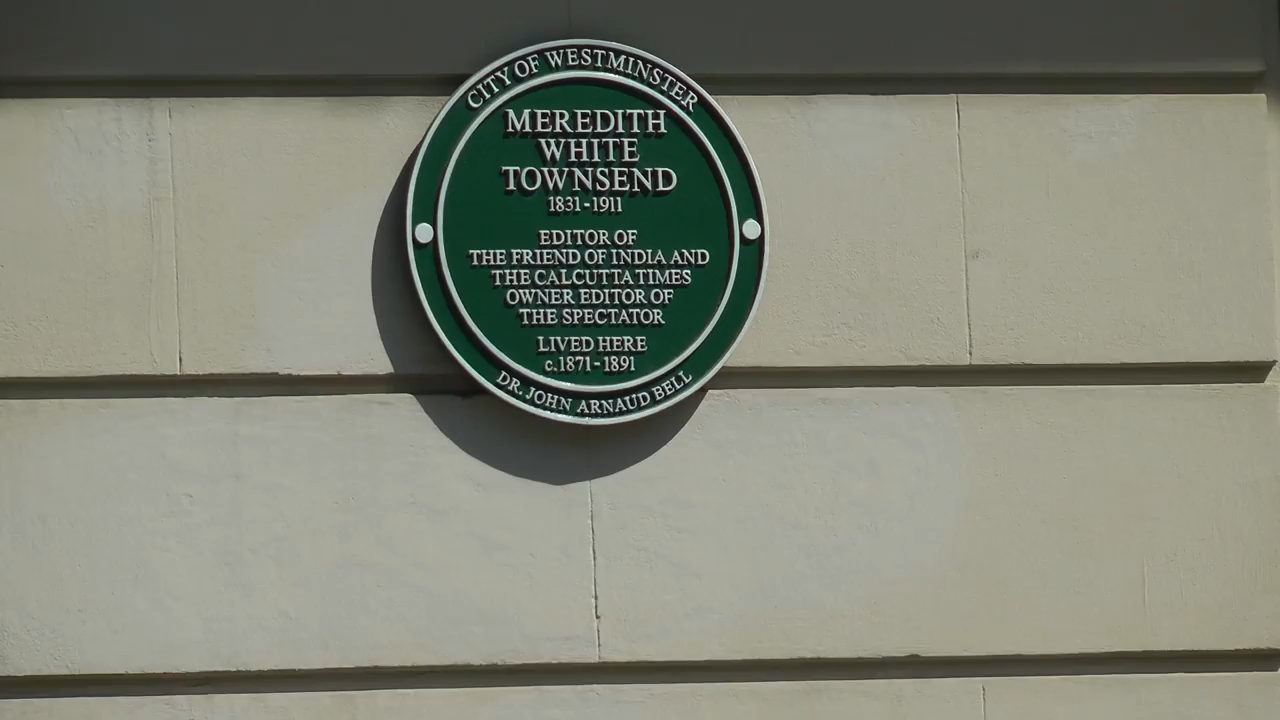 CITY OF WESTMINSTER
MEREDITH
WHITE
TOWNSEND
1831-1911
EDITOR OF
THE FRIEND OF INDIA AND
THE CALCUTTA TIMES
OWNER EDITOR OF
THE SPECTATOR
LIVED HERE
c.1871-1891
DR. JOHN ARNAUD BELL